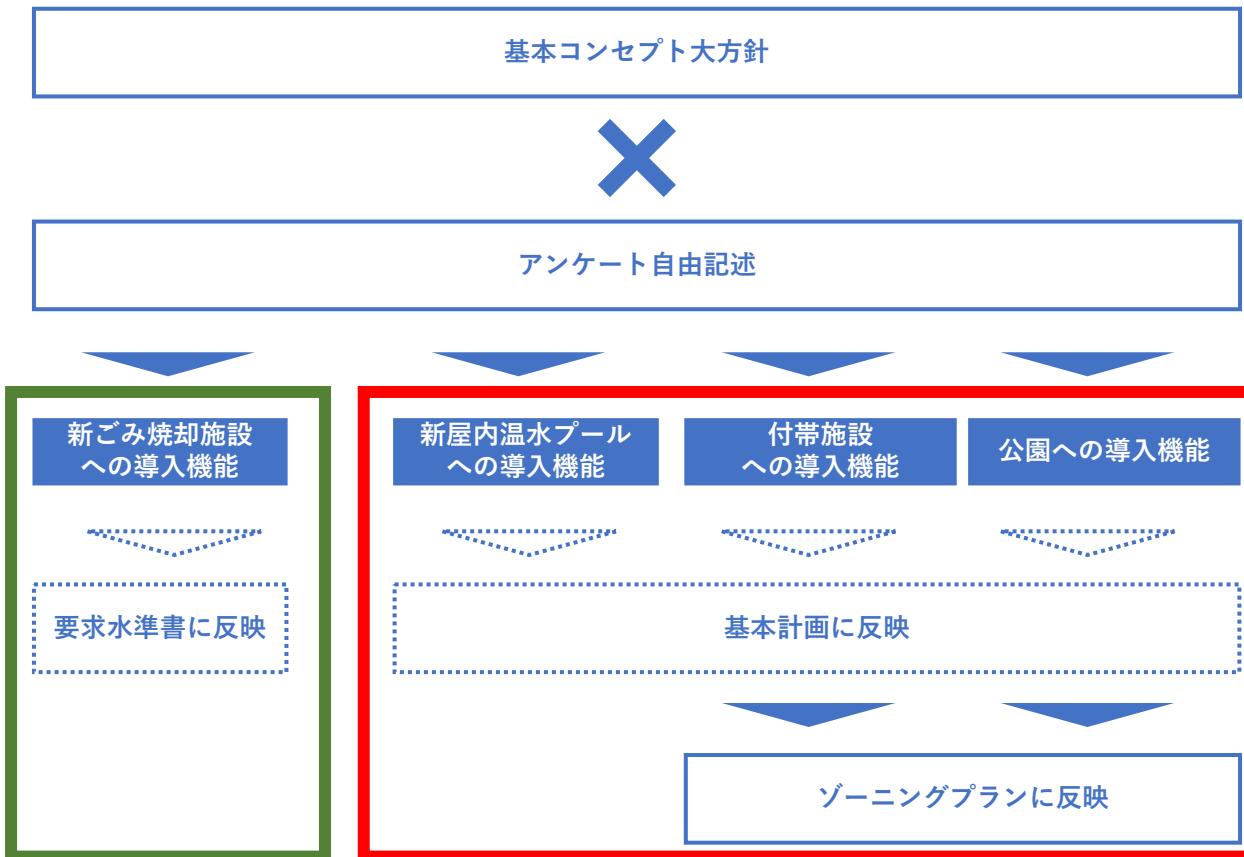 基本コンセプト大方針
アンケート自由記述
新ごみ焼却施設
への導入機能
新屋内温水プール
への導入機能
付帯施設
への導入機能
公園への導入機能
要求水準書に反映
基本計画に反映
ゾーニングプランに反映